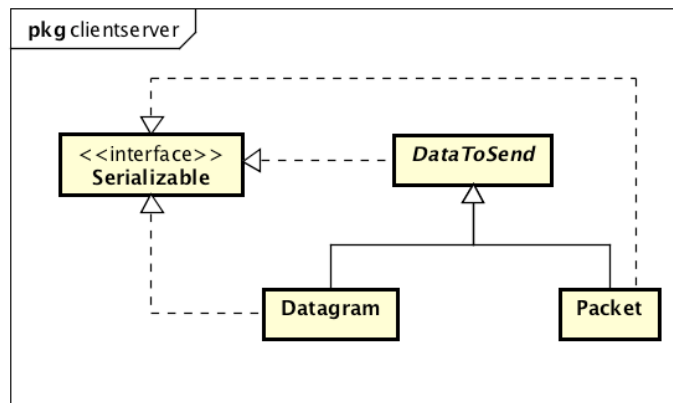 pkg clientserver
<<interface>>
Serializable
DataToSend
Datagram
Packet